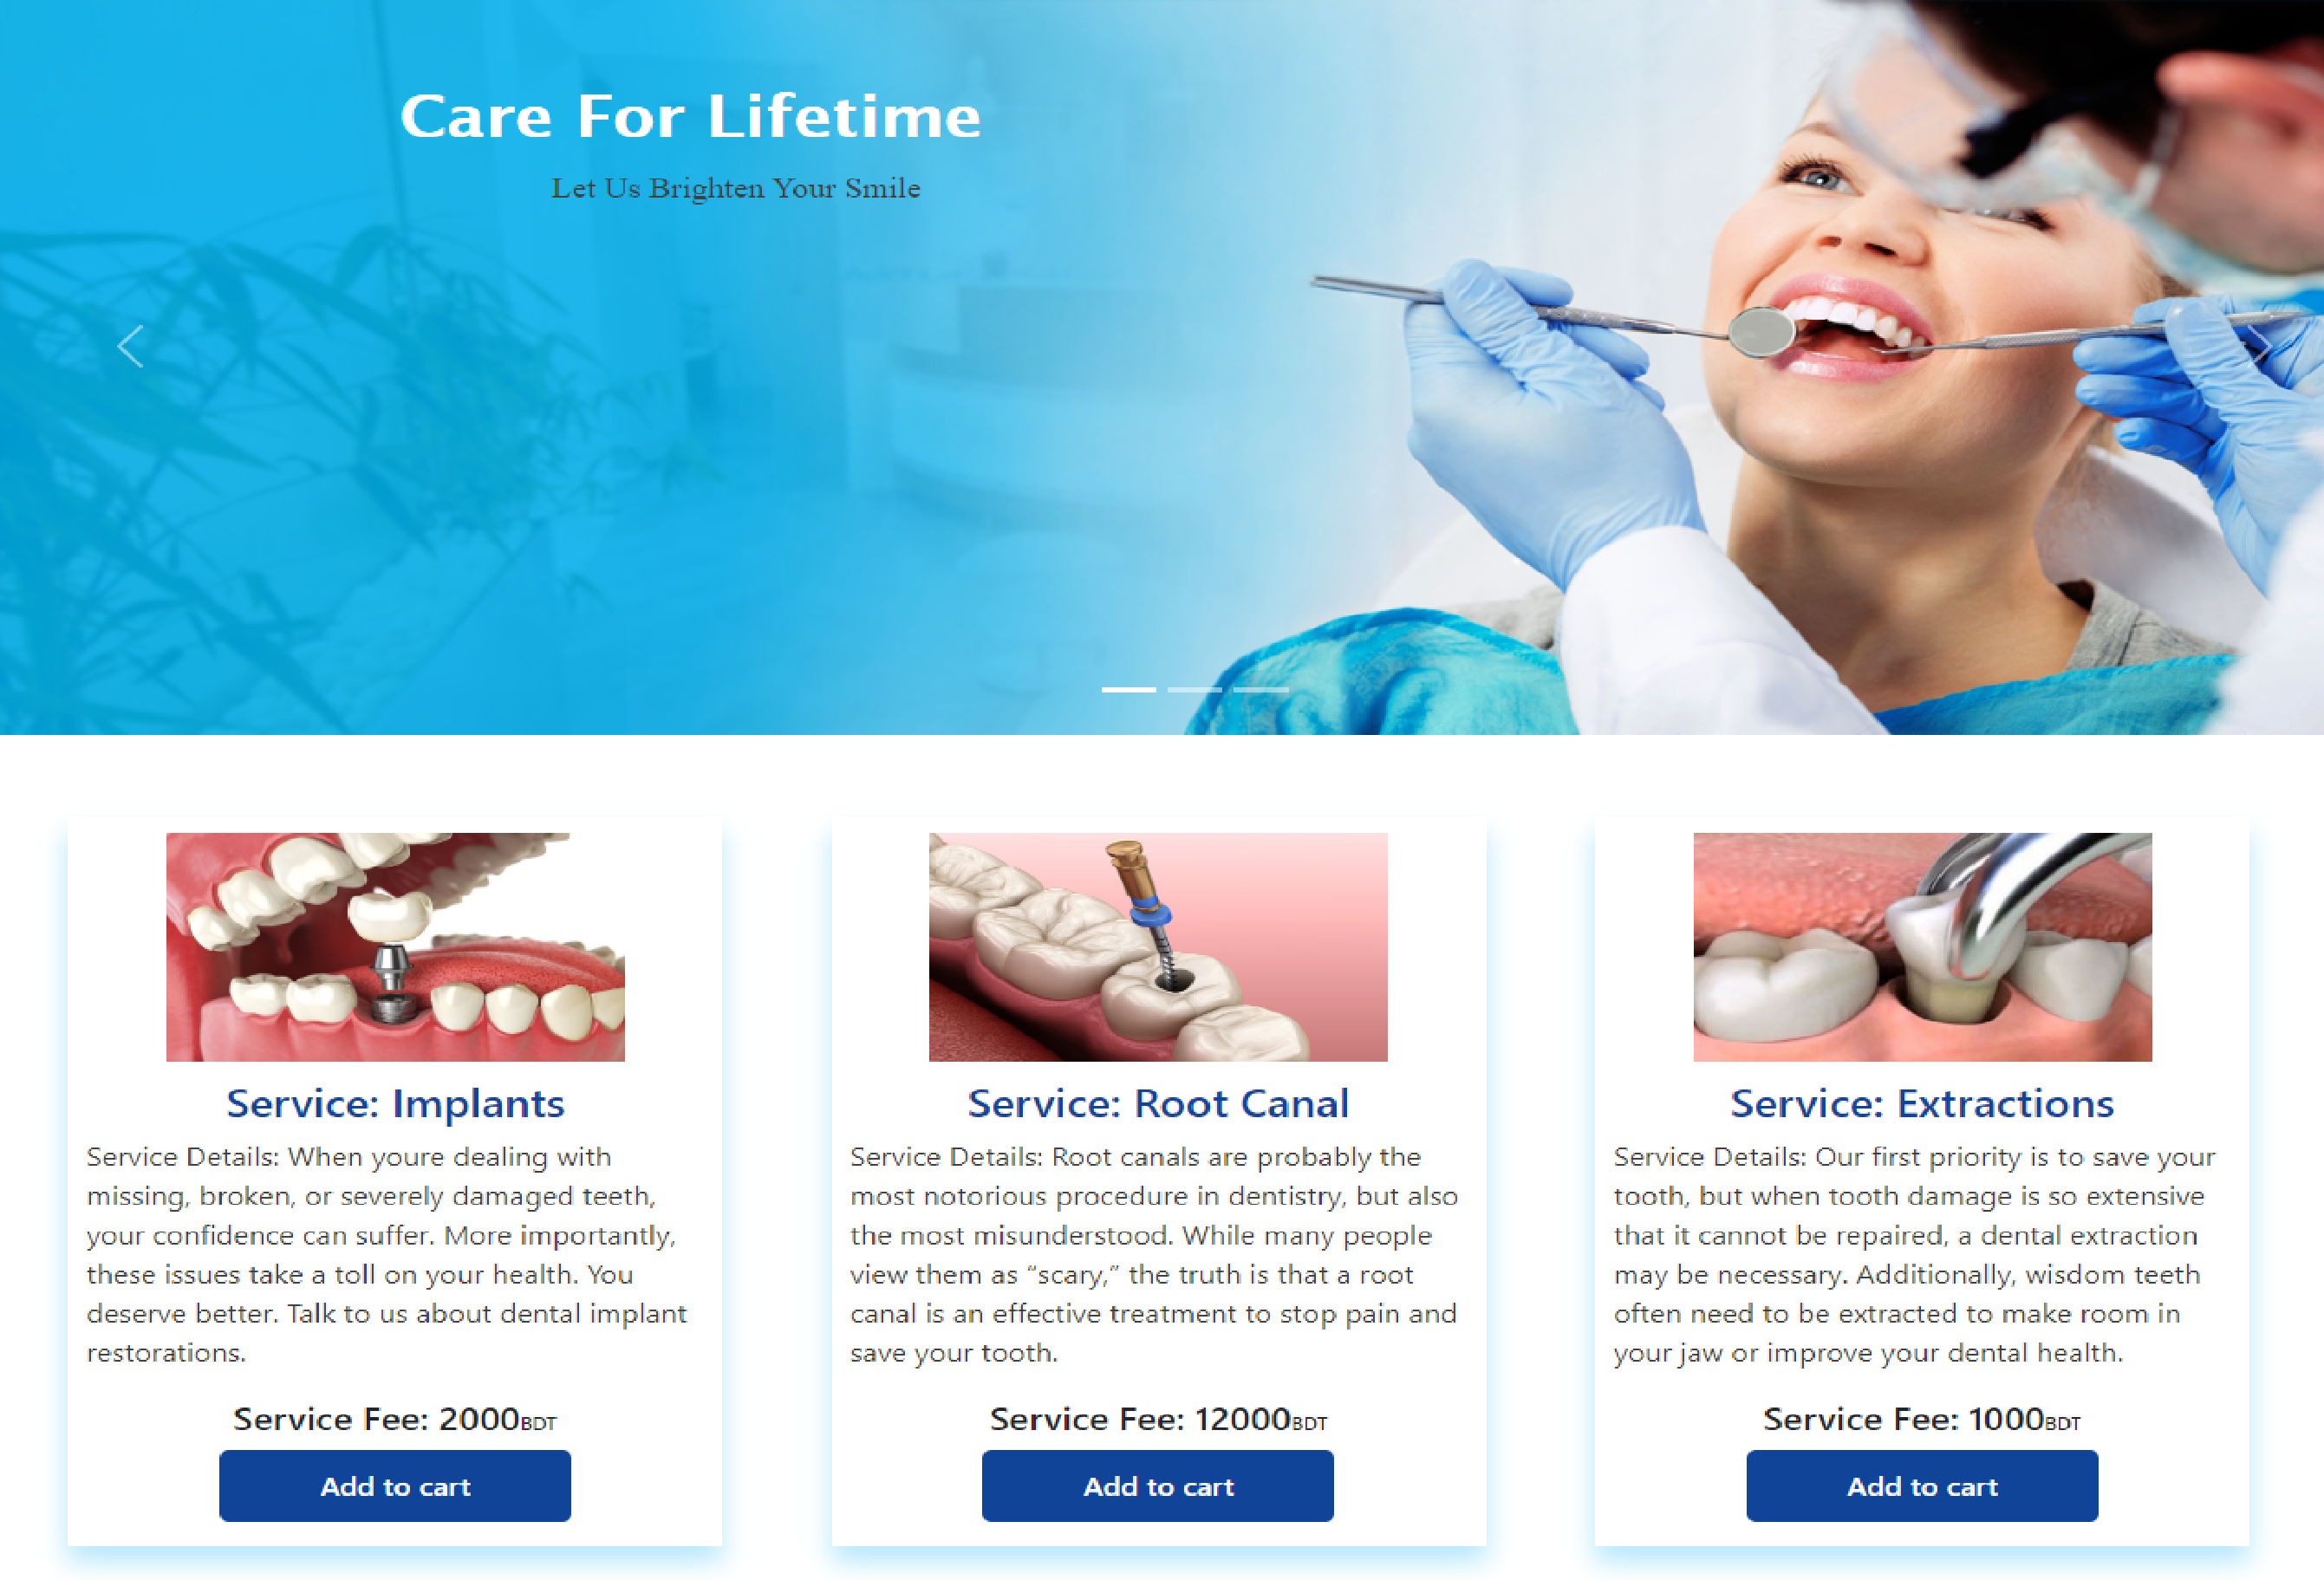 Care For Lifetime
Let Us Brighten Your Smile
Service: Implants
Service Details: When youre dealing with
missing, broken, or severely damaged teeth,
your confidence can suffer. More importantly,
these issues take a toll on your health. You
deserve better. Talk to us about dental implant
restorations.
Service Fee: 2000BDT
Add to cart
Service: Root Canal
Service Details: Root canals are probably the
most notorious procedure in dentistry, but also
the most misunderstood. While many people
view them as “scary,” the truth is that a root
canal is an effective treatment to stop pain and
save your tooth.
Service Fee: 12000BDT
Add to cart
Service: Extractions
Service Details: Our first priority is to save your
tooth, but when tooth damage is so extensive
that it cannot be repaired, a dental extraction
may be necessary. Additionally, wisdom teeth
often need to be extracted to make room in
your jaw or improve your dental health.
Service Fee: 1000BDT
Add to cart